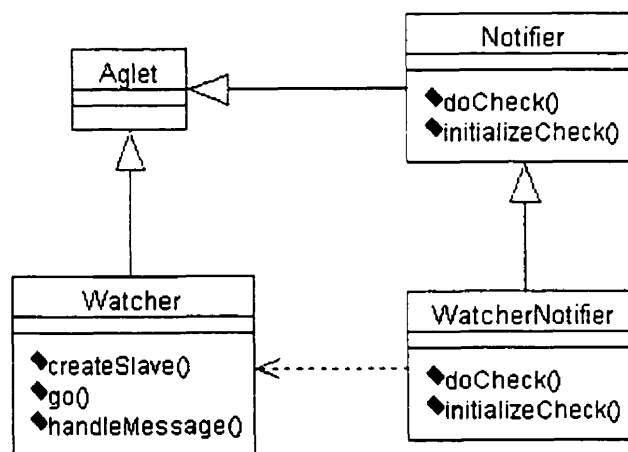 Aglet
Notifier
doCheck()
initializeCheck()
Watcher
createSlave()
go()
handleMessage()
WatcherNotifier
doCheck()
initializeCheck()